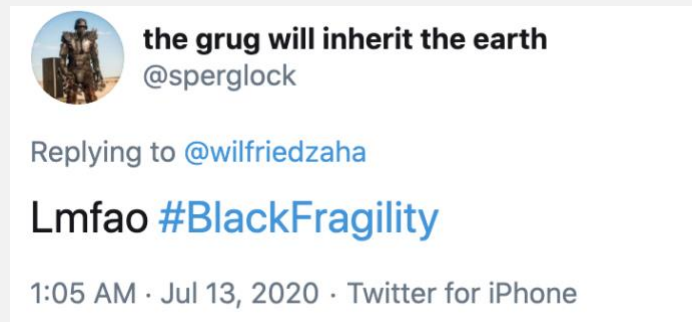 the grug will inherit the earth
@sperglock
Replying to @wilfriedzaha
Lmfao #BlackFragility
1:05 AM · Jul 13, 2020 · Twitter for iPhone